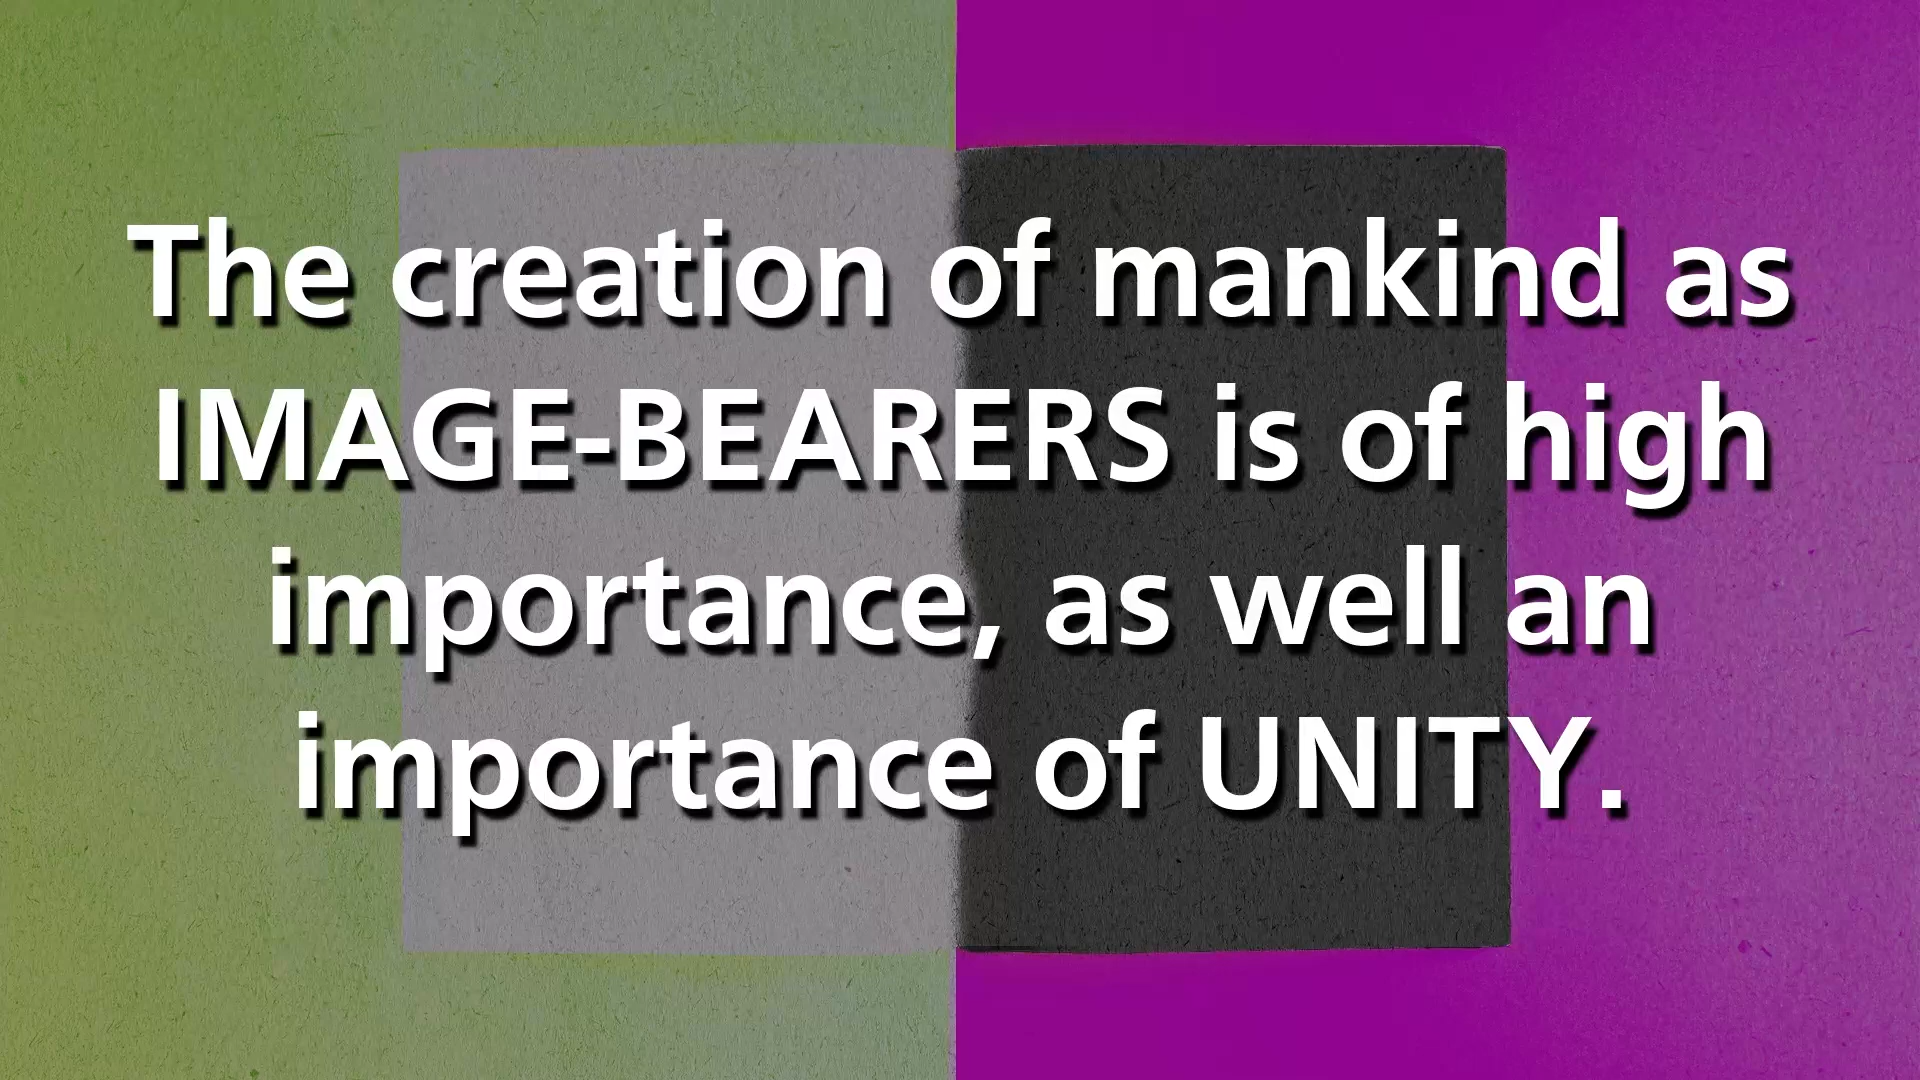 The creation of mankind as
IMAGE-BEARERS is of high
importance, as well an
importance of UNITY.